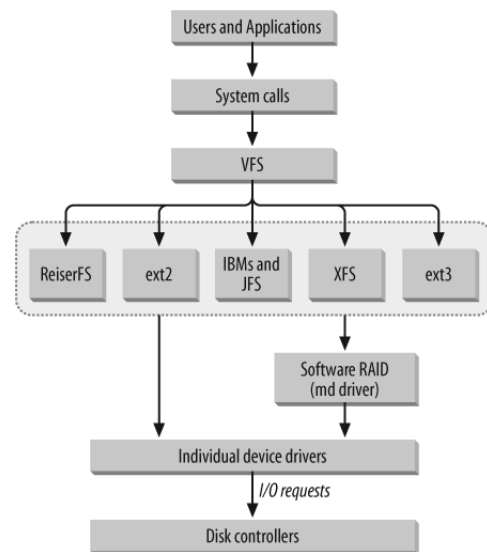 Users and Applications
System calls
VFS
ReiserFS
ext2
IBMs and
JFS
XFS
ext3
Software RAID
(md driver)
Individual device drivers
I/O requests
Disk controllers